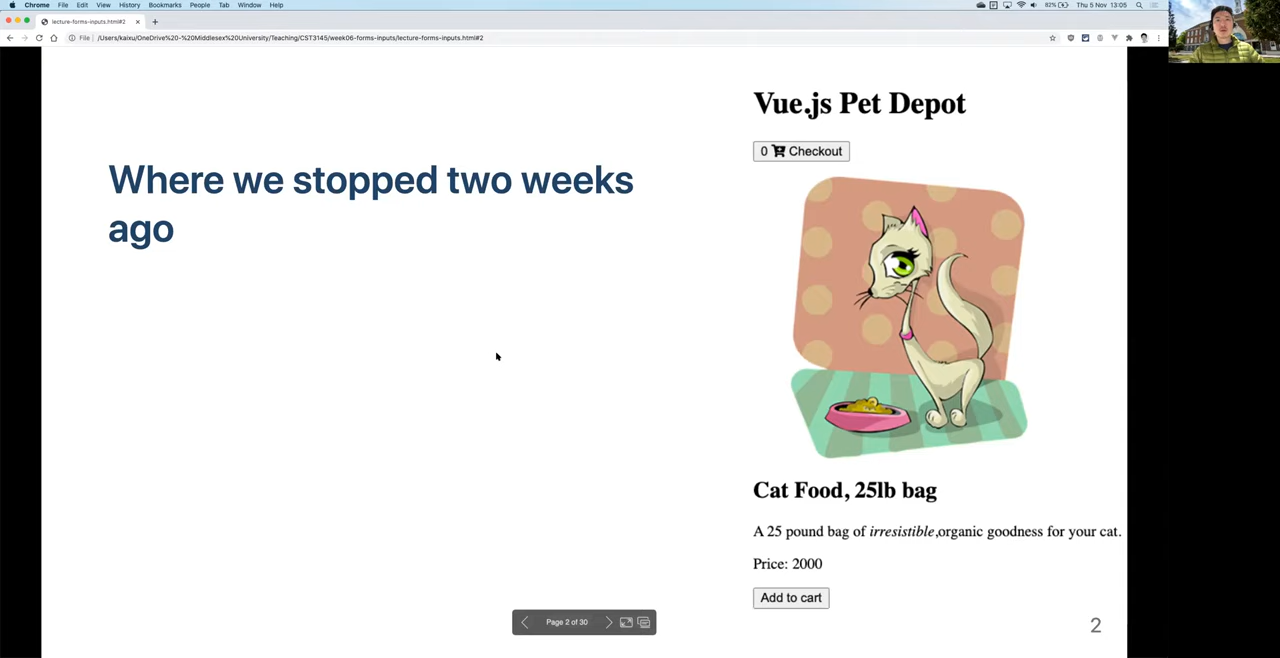 Chrome File Edit View History Bookmarks People Tab Window Help 82% Thu 5 Nov 13:05
lecture-forms-inputs.html#2
File /Users/kaixu/OneDrive%20-%20Middlesex%20University/Teaching/CST3145/week06-forms-inputs/lecture-forms-inputs.html#2
Where we stopped two weeks
ago
Vue.js Pet Depot
0 Checkout
Cat Food, 25lb bag
A 25 pound bag of irresistible,organic goodness for your cat.
Price: 2000
Add to cart
Page 2 of 30
2